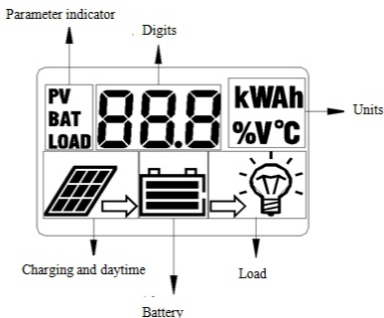 Parameter indicator
Digits
PV
BAT
LOAD
88.8
kWAh
%V°C
Units
Charging and daytime
Load
Battery